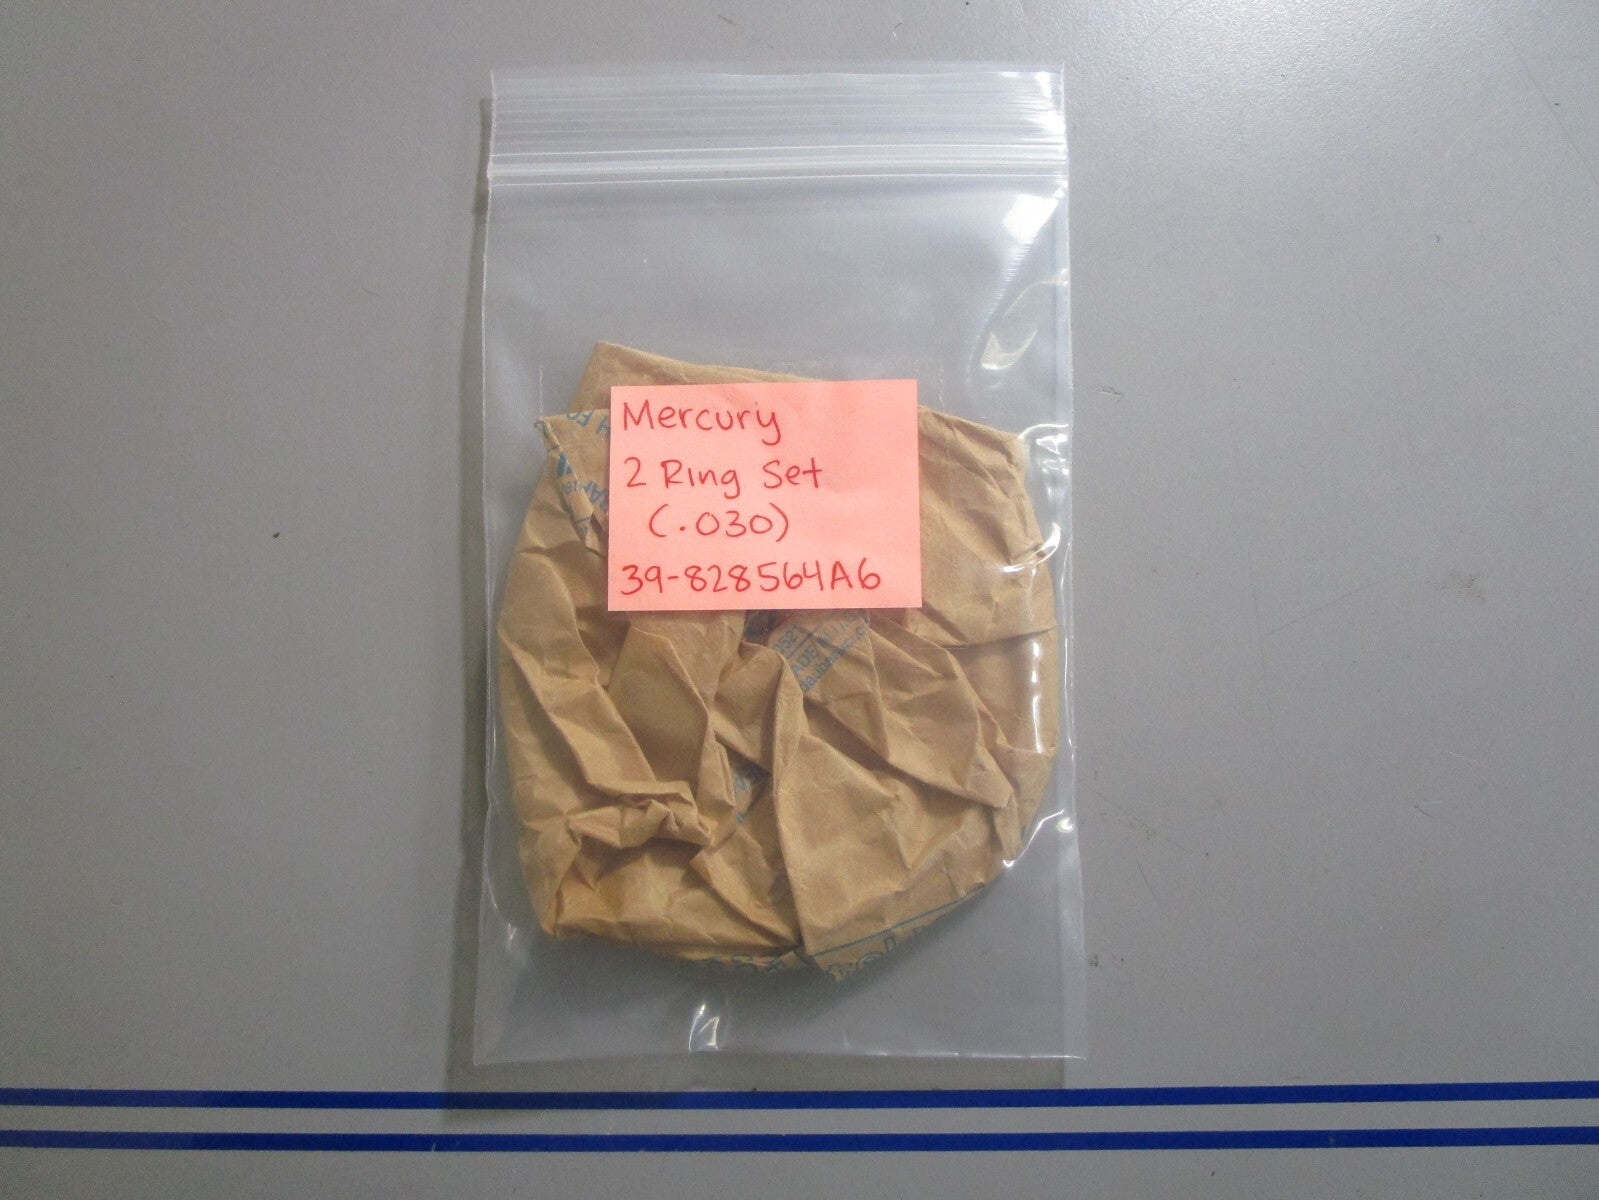 Mercury
2 Ring Set
(.030)
39-828564A6